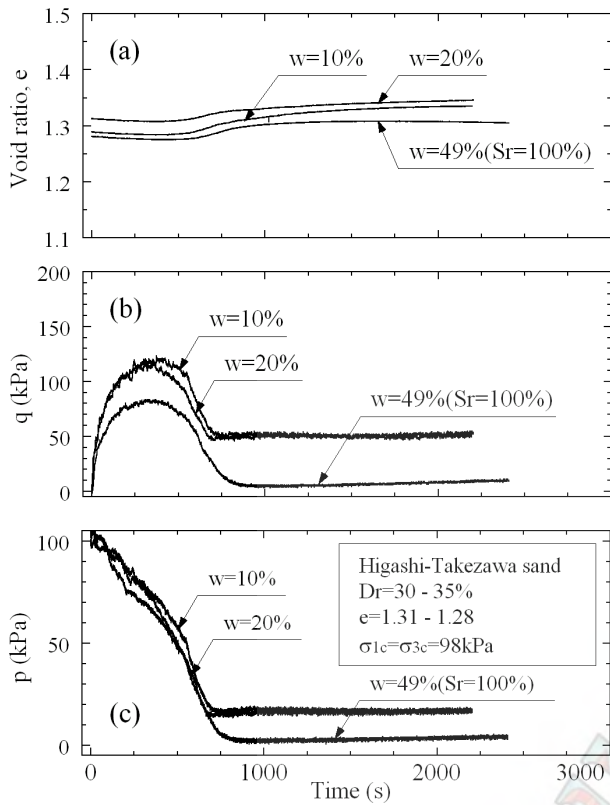 (a)
w=10%
w=20%
w=49%(Sr=100%)
Void ratio, e
1.5
1.4
1.3
1.2
1.1
(b)
w=10%
w=20%
w=49%(Sr=100%)
q (kPa)
200
150
100
50
0
(c)
w=10%
w=20%
w=49%(Sr=100%)
Higashi-Takezawa sand
Dr=30 - 35%
e=1.31 - 1.28
σ1c=σ3c=98kPa
p (kPa)
100
50
0
0 1000 2000 3000
Time (s)